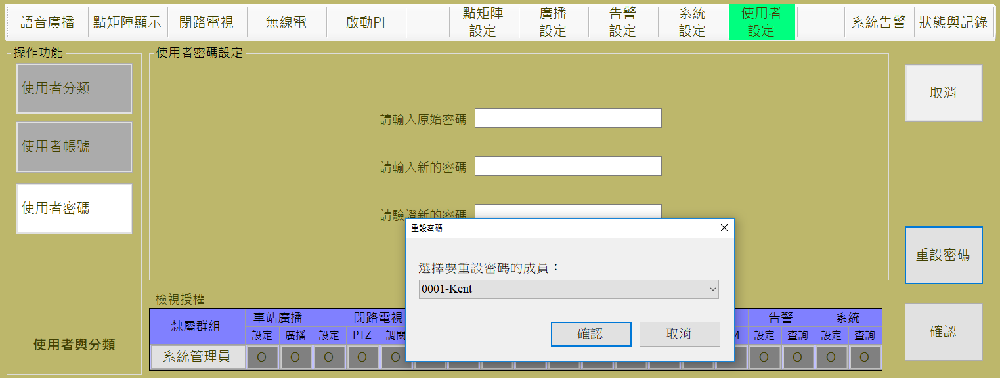 語音廣播 點矩陣顯示 閉路電視 無線電 啟動PI 點矩陣設定 廣播設定 告警設定 系統設定 使用者設定 系統告警 狀態與記錄
操作功能
使用者分類
使用者帳號
使用者密碼
使用者與分類
使用者密碼設定
請輸入原始密碼
請輸入新的密碼
請驗證新的密碼
取消
重設密碼
確認
重設密碼
選擇要重設密碼的成員：
0001-Kent
確認 取消
檢視授權
隸屬群組 車站廣播 閉路電視 告警 系統
設定 廣播 設定 PTZ 調閱 設定 查詢 設定 查詢
系統管理員 O O O O O O O O O